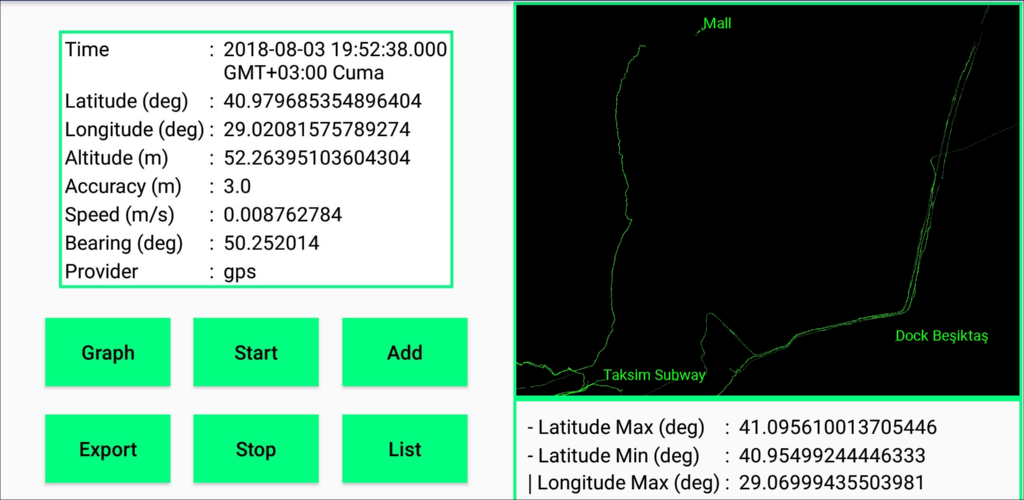 Time : 2018-08-03 19:52:38.000
GMT+03:00 Cuma
Latitude (deg) : 40.979685354896404
Longitude (deg) : 29.02081575789274
Altitude (m) : 52.26395103604304
Accuracy (m) : 3.0
Speed (m/s) : 0.008762784
Bearing (deg) : 50.252014
Provider : gps
Graph
Start
Add
Export
Stop
List
Mall
Dock Beşiktaş
Taksim Subway
- Latitude Max (deg) : 41.095610013705446
- Latitude Min (deg) : 40.95499244446333
| Longitude Max (deg) : 29.06999435503981